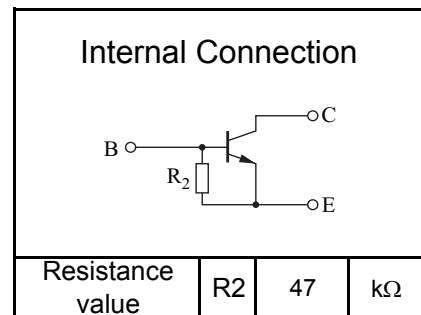 Internal Connection
C
B
R2
E
Resistance value R2 47 kΩ